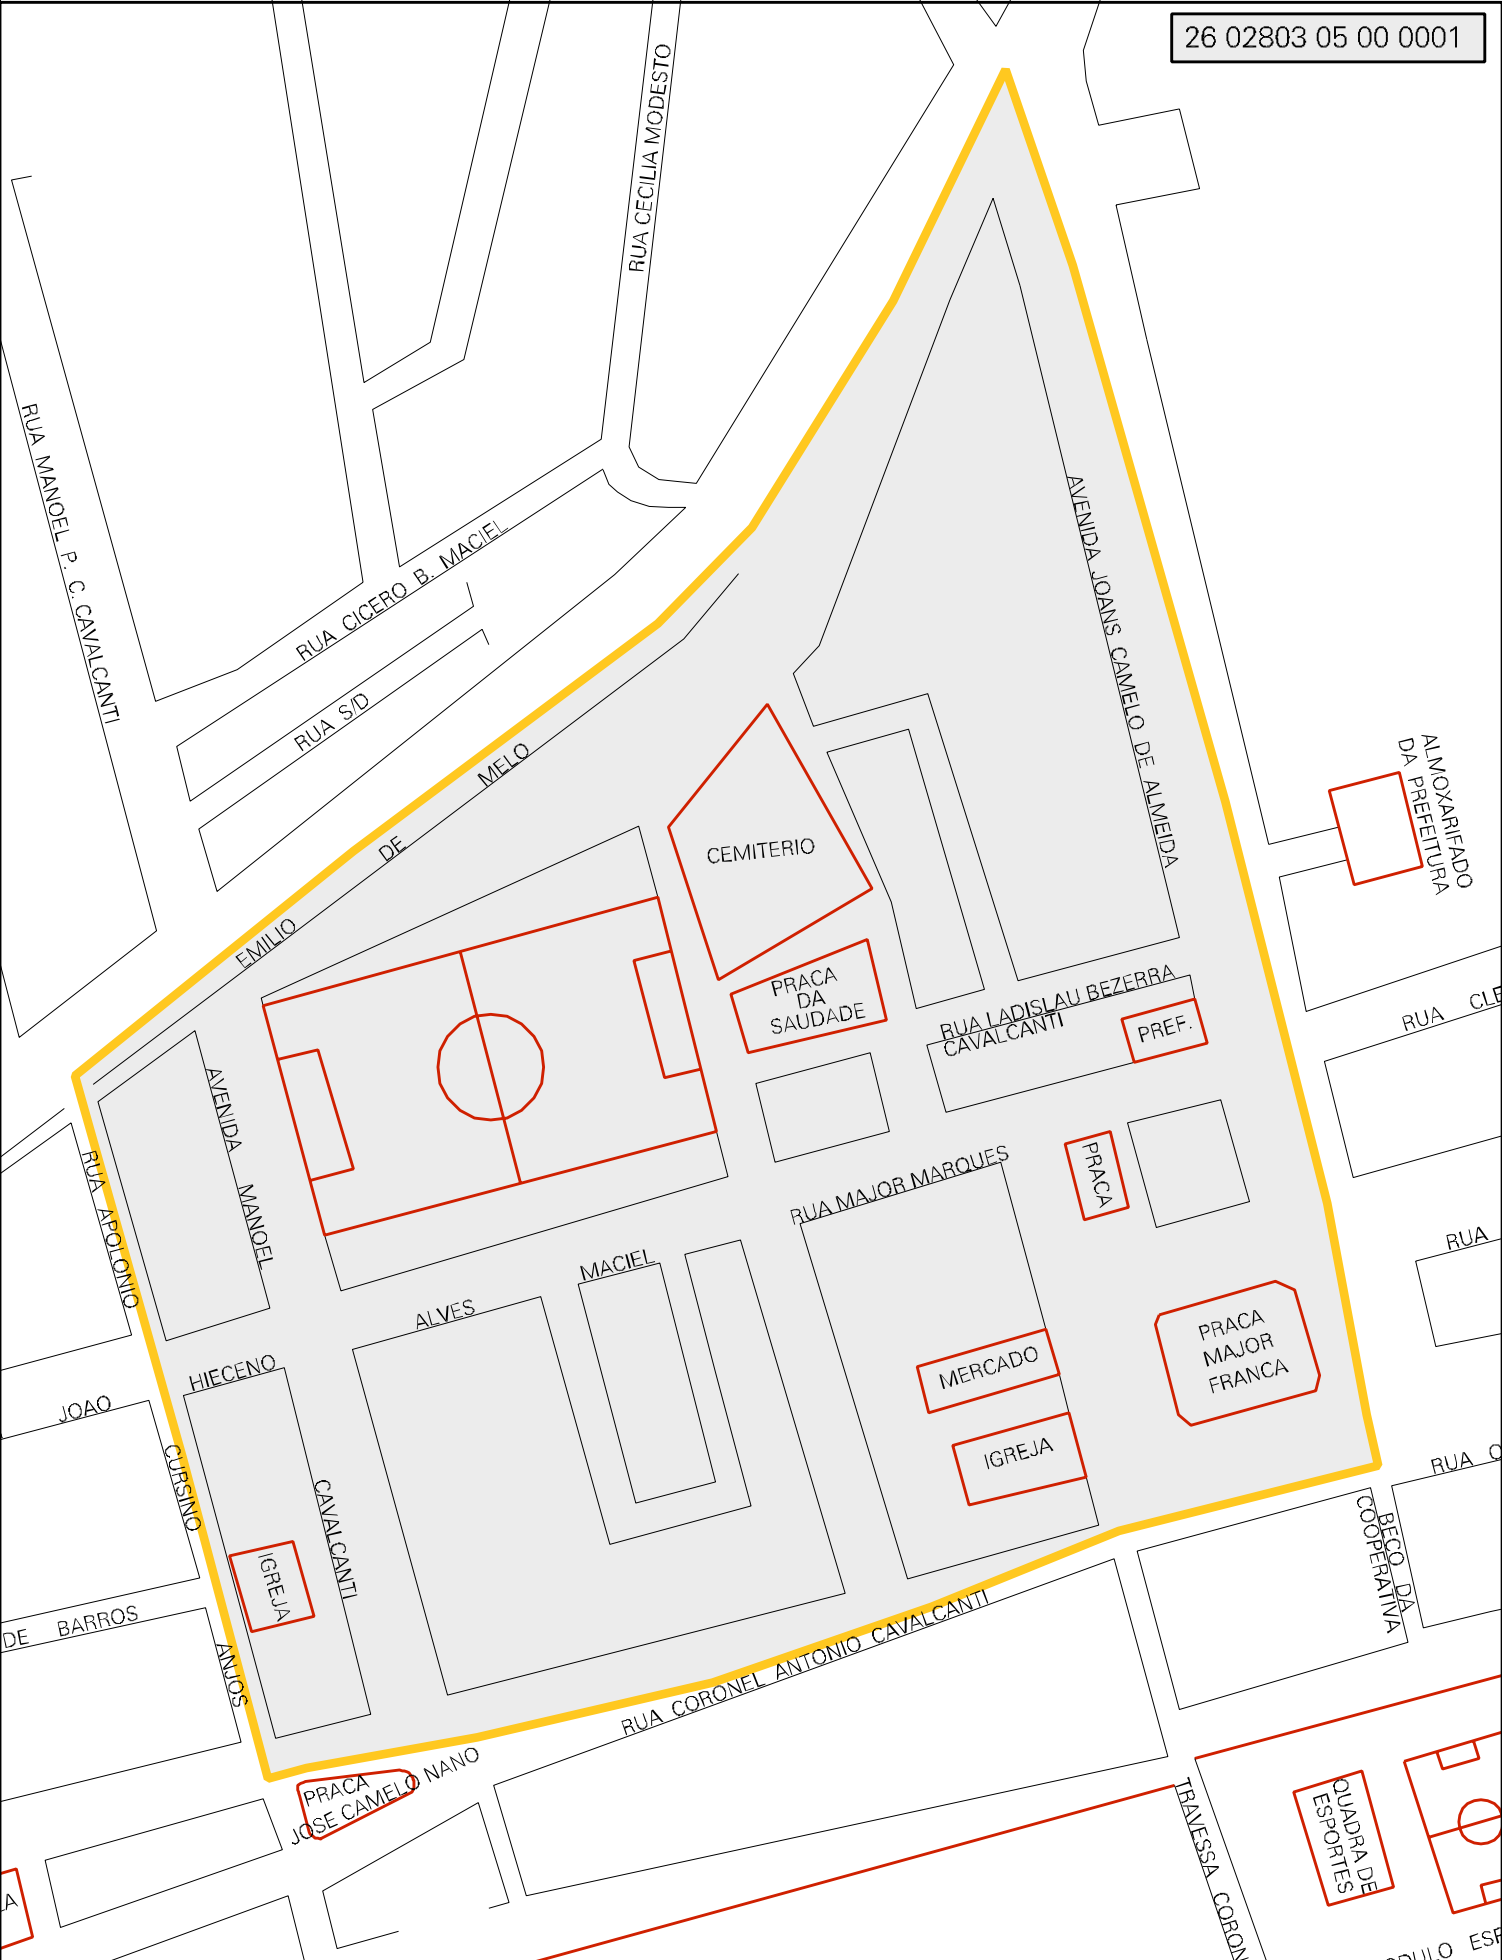 26 02803 05 00 0001
RUA CECILIA MODESTO
RUA MANOEL P. C. CAVALCANTI
RUA CICERO B. MACIEL
RUA S/D
AVENIDA JOANS CAMELO DE ALMEIDA
ALMOXARIFADO
DA PREFEITURA
EMILIO DE MELO
CEMITERIO
PRACA
DA
SAUDADE
RUA LADISLAU BEZERRA
CAVALCANTI
PREF.
RUA CLE
AVENIDA MANOEL CAVALCANTI
RUA APOLONIO CURSINO ANJOS
RUA MAJOR MARQUES
PRACA
RUA
HIECENO ALVES MACIEL
PRACA
MAJOR
FRANCA
MERCADO
IGREJA
JOAO
RUA
BECO DA
COOPERATIVA
IGREJA
DE BARROS
RUA CORONEL ANTONIO CAVALCANTI
PRACA
JOSE CAMELO NANO
TRAVESSA CORON
QUADRA DE
ESPORTES